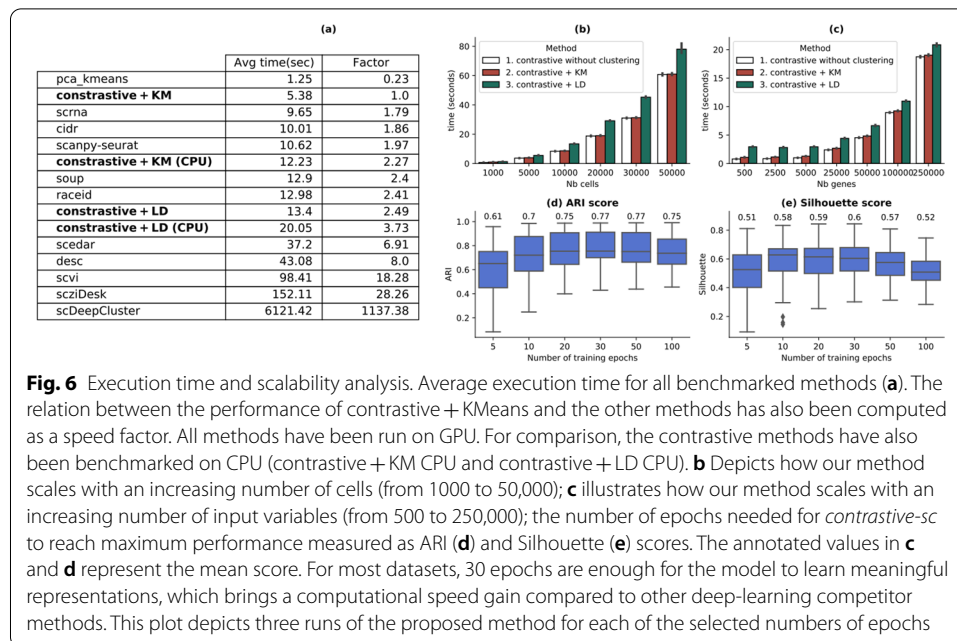 (a)
Avg time(sec) Factor
pca_kmeans 1.25 0.23
constrastive + KM 5.38 1.0
scrna 9.65 1.79
cidr 10.01 1.86
scanpy-seurat 10.62 1.97
constrastive + KM (CPU) 12.23 2.27
soup 12.9 2.4
raceid 12.98 2.41
constrastive + LD 13.4 2.49
constrastive + LD (CPU) 20.05 3.73
scedar 37.2 6.91
desc 43.08 8.0
scvi 98.41 18.28
scziDesk 152.11 28.26
scDeepCluster 6121.42 1137.38
(b)
Method
1. contrastive without clustering
2. contrastive + KM
3. contrastive + LD
time (seconds)
80
60
40
20
0
1000 5000 10000 20000 30000 50000
Nb cells
(c)
Method
1. contrastive without clustering
2. contrastive + KM
3. contrastive + LD
time (seconds)
20
15
10
5
0
500 2500 5000 25000 50000 100000 250000
Nb genes
(d) ARI score
0.61 0.7 0.75 0.77 0.77 0.75
ARI
1.0
0.8
0.6
0.4
0.2
5 10 20 30 50 100
Number of training epochs
(e) Silhouette score
0.51 0.58 0.59 0.6 0.57 0.52
Silhouette
0.8
0.6
0.4
0.2
5 10 20 30 50 100
Number of training epochs
Fig. 6 Execution time and scalability analysis. Average execution time for all benchmarked methods (a). The
relation between the performance of contrastive + KMeans and the other methods has also been computed
as a speed factor. All methods have been run on GPU. For comparison, the contrastive methods have also
been benchmarked on CPU (contrastive + KM CPU and contrastive + LD CPU). b Depicts how our method
scales with an increasing number of cells (from 1000 to 50,000); c illustrates how our method scales with an
increasing number of input variables (from 500 to 250,000); the number of epochs needed for contrastive-sc
to reach maximum performance measured as ARI (d) and Silhouette (e) scores. The annotated values in c
and d represent the mean score. For most datasets, 30 epochs are enough for the model to learn meaningful
representations, which brings a computational speed gain compared to other deep-learning competitor
methods. This plot depicts three runs of the proposed method for each of the selected numbers of epochs